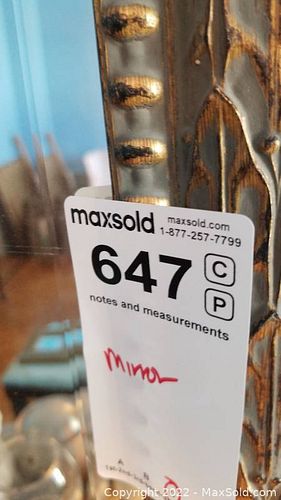 maxsold
maxsold.com
1-877-257-7799
647
C
P
notes and measurements
mirror
A B
Copyright © 2022 - MaxSold.com